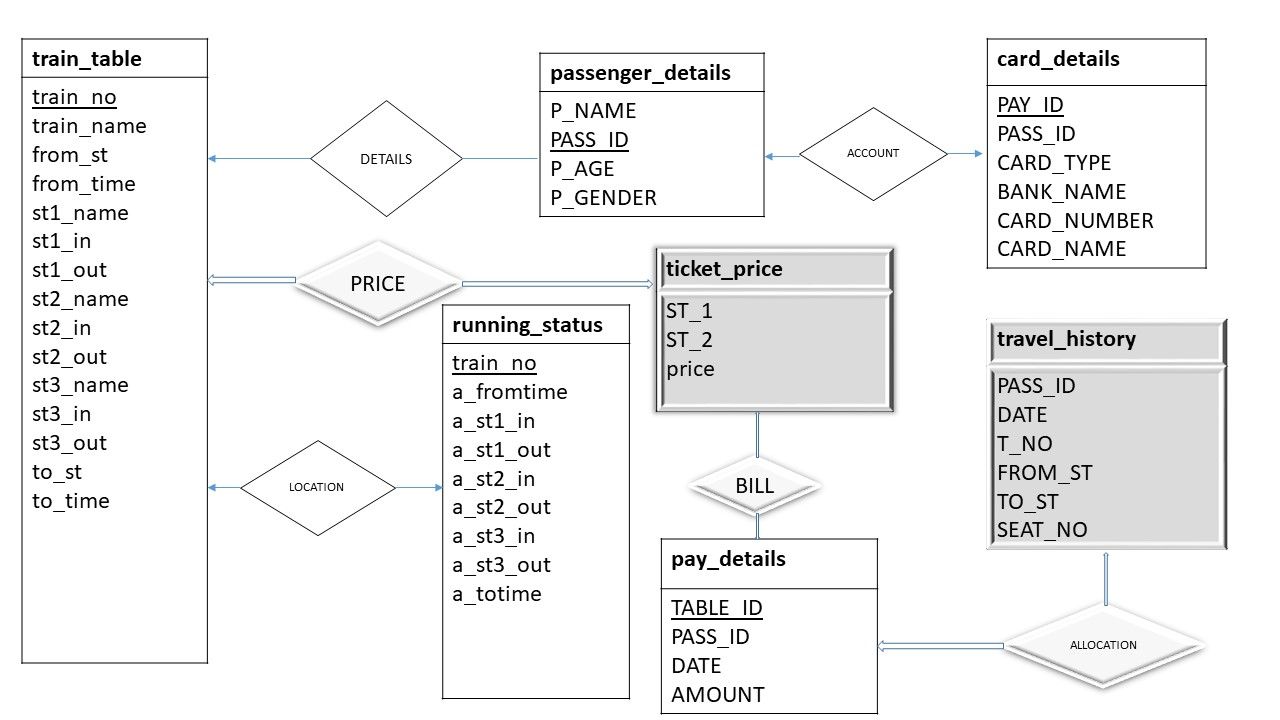 train_table
train_no
train_name
from_st
from_time
st1_name
st1_in
st1_out
st2_name
st2_in
st2_out
st3_name
st3_in
st3_out
to_st
to_time
DETAILS
passenger_details
P_NAME
PASS_ID
P_AGE
P_GENDER
ACCOUNT
card_details
PAY_ID
PASS_ID
CARD_TYPE
BANK_NAME
CARD_NUMBER
CARD_NAME
PRICE
ticket_price
ST_1
ST_2
price
LOCATION
running_status
train_no
a_fromtime
a_st1_in
a_st1_out
a_st2_in
a_st2_out
a_st3_in
a_st3_out
a_totime
BILL
pay_details
TABLE_ID
PASS_ID
DATE
AMOUNT
travel_history
PASS_ID
DATE
T_NO
FROM_ST
TO_ST
SEAT_NO
ALLOCATION